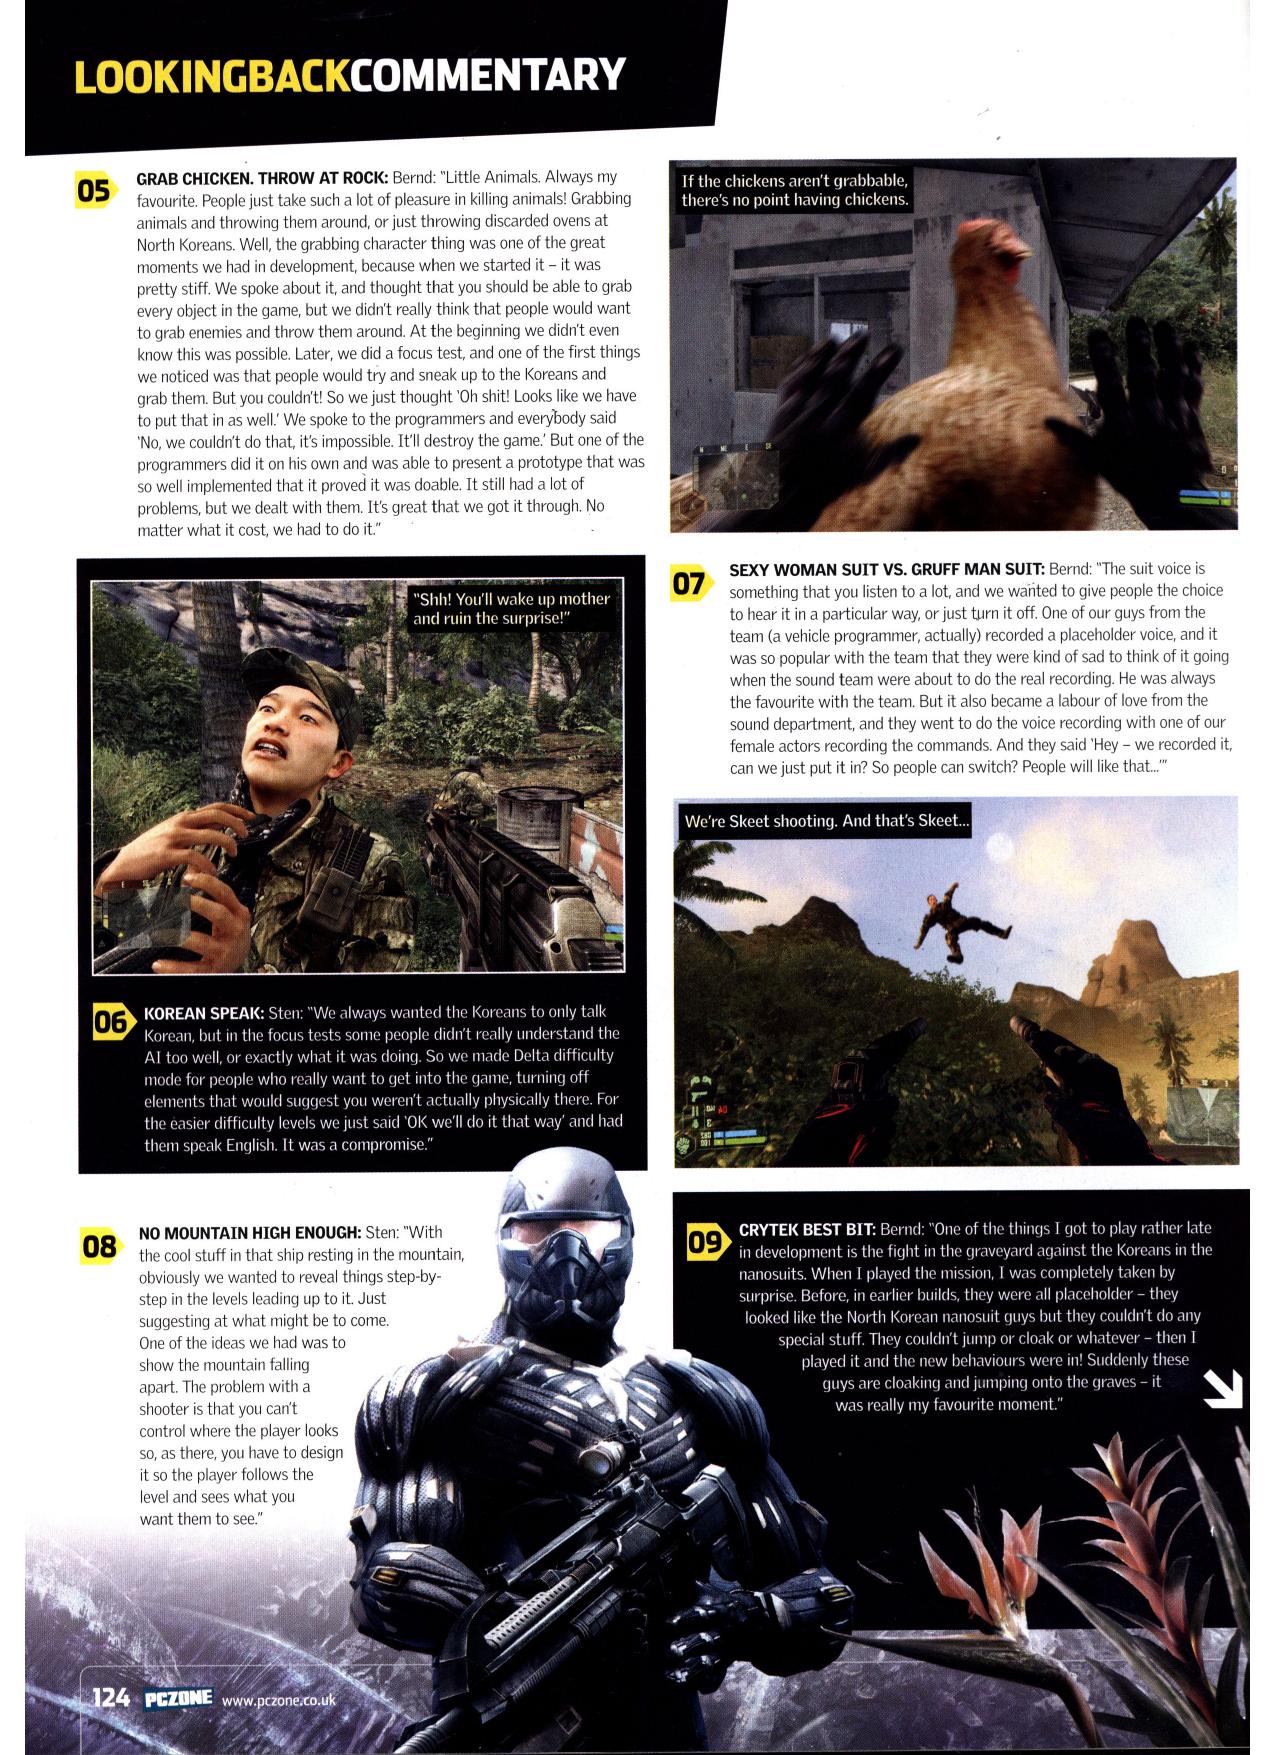 LOOKINGBACKCOMMENTARY
05
GRAB CHICKEN. THROW AT ROCK: Bernd: "Little Animals. Always my
favourite. People just take such a lot of pleasure in killing animals! Grabbing
animals and throwing them around, or just throwing discarded ovens at
North Koreans. Well, the grabbing character thing was one of the great
moments we had in development, because when we started it – it was
pretty stiff. We spoke about it, and thought that you should be able to grab
every object in the game, but we didn't really think that people would want
to grab enemies and throw them around. At the beginning we didn't even
know this was possible. Later, we did a focus test, and one of the first things
we noticed was that people would try and sneak up to the Koreans and
grab them. But you couldn't! So we just thought 'Oh shit! Looks like we have
to put that in as well.' We spoke to the programmers and everybody said
'No, we couldn't do that, it's impossible. It'll destroy the game.' But one of the
programmers did it on his own and was able to present a prototype that was
so well implemented that it proved it was doable. It still had a lot of
problems, but we dealt with them. It's great that we got it through. No
matter what it cost, we had to do it."
If the chickens aren't grabbable,
there's no point having chickens.
"Shh! You'll wake up mother
and ruin the surprise!"
06
KOREAN SPEAK: Sten: "We always wanted the Koreans to only talk
Korean, but in the focus tests some people didn't really understand the
AI too well, or exactly what it was doing. So we made Delta difficulty
mode for people who really want to get into the game, turning off
elements that would suggest you weren't actually physically there. For
the easier difficulty levels we just said 'OK we'll do it that way' and had
them speak English. It was a compromise."
07
SEXY WOMAN SUIT VS. GRUFF MAN SUIT: Bernd: "The suit voice is
something that you listen to a lot, and we wanted to give people the choice
to hear it in a particular way, or just turn it off. One of our guys from the
team (a vehicle programmer, actually) recorded a placeholder voice, and it
was so popular with the team that they were kind of sad to think of it going
when the sound team were about to do the real recording. He was always
the favourite with the team. But it also became a labour of love from the
sound department, and they went to do the voice recording with one of our
female actors recording the commands. And they said 'Hey – we recorded it,
can we just put it in? So people can switch? People will like that...'"
We're Skeet shooting. And that's Skeet...
08
NO MOUNTAIN HIGH ENOUGH: Sten: "With
the cool stuff in that ship resting in the mountain,
obviously we wanted to reveal things step-by-
step in the levels leading up to it. Just
suggesting at what might be to come.
One of the ideas we had was to
show the mountain falling
apart. The problem with a
shooter is that you can't
control where the player looks
so, as there, you have to design
it so the player follows the
level and sees what you
want them to see."
09
CRYTEK BEST BIT: Bernd: "One of the things I got to play rather late
in development is the fight in the graveyard against the Koreans in the
nanosuits. When I played the mission, I was completely taken by
surprise. Before, in earlier builds, they were all placeholder – they
looked like the North Korean nanosuit guys but they couldn't do any
special stuff. They couldn't jump or cloak or whatever – then I
played it and the new behaviours were in! Suddenly these
guys are cloaking and jumping onto the graves – it
was really my favourite moment."
124 PCZONE www.pczone.co.uk